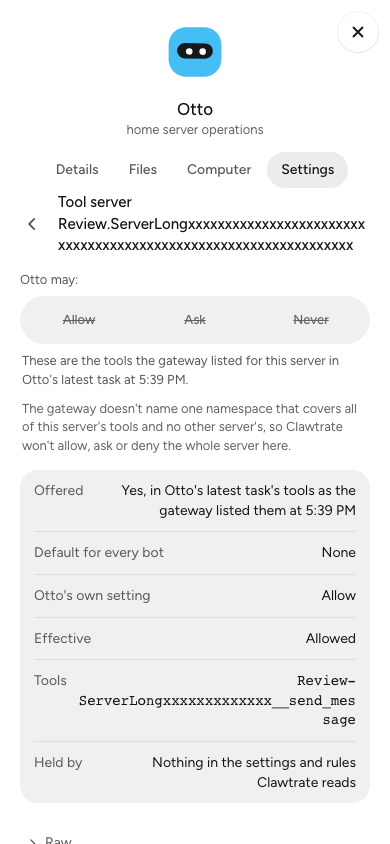 Otto
home server operations
Details Files Computer Settings
Tool server
Review.ServerLongxxxxxxxxxxxxxxxxxxxxxxxx
xxxxxxxxxxxxxxxxxxxxxxxxxxxxxxxxxxxxxxxx
Otto may:
Allow Ask Never
These are the tools the gateway listed for this server in
Otto's latest task at 5:39 PM.
The gateway doesn't name one namespace that covers all
of this server's tools and no other server's, so Clawtrate
won't allow, ask or deny the whole server here.
Offered Yes, in Otto's latest task's tools as the
gateway listed them at 5:39 PM
Default for every bot None
Otto's own setting Allow
Effective Allowed
Tools Review-
ServerLongxxxxxxxxxxxxx__send_mes
sage
Held by Nothing in the settings and rules
Clawtrate reads
Raw